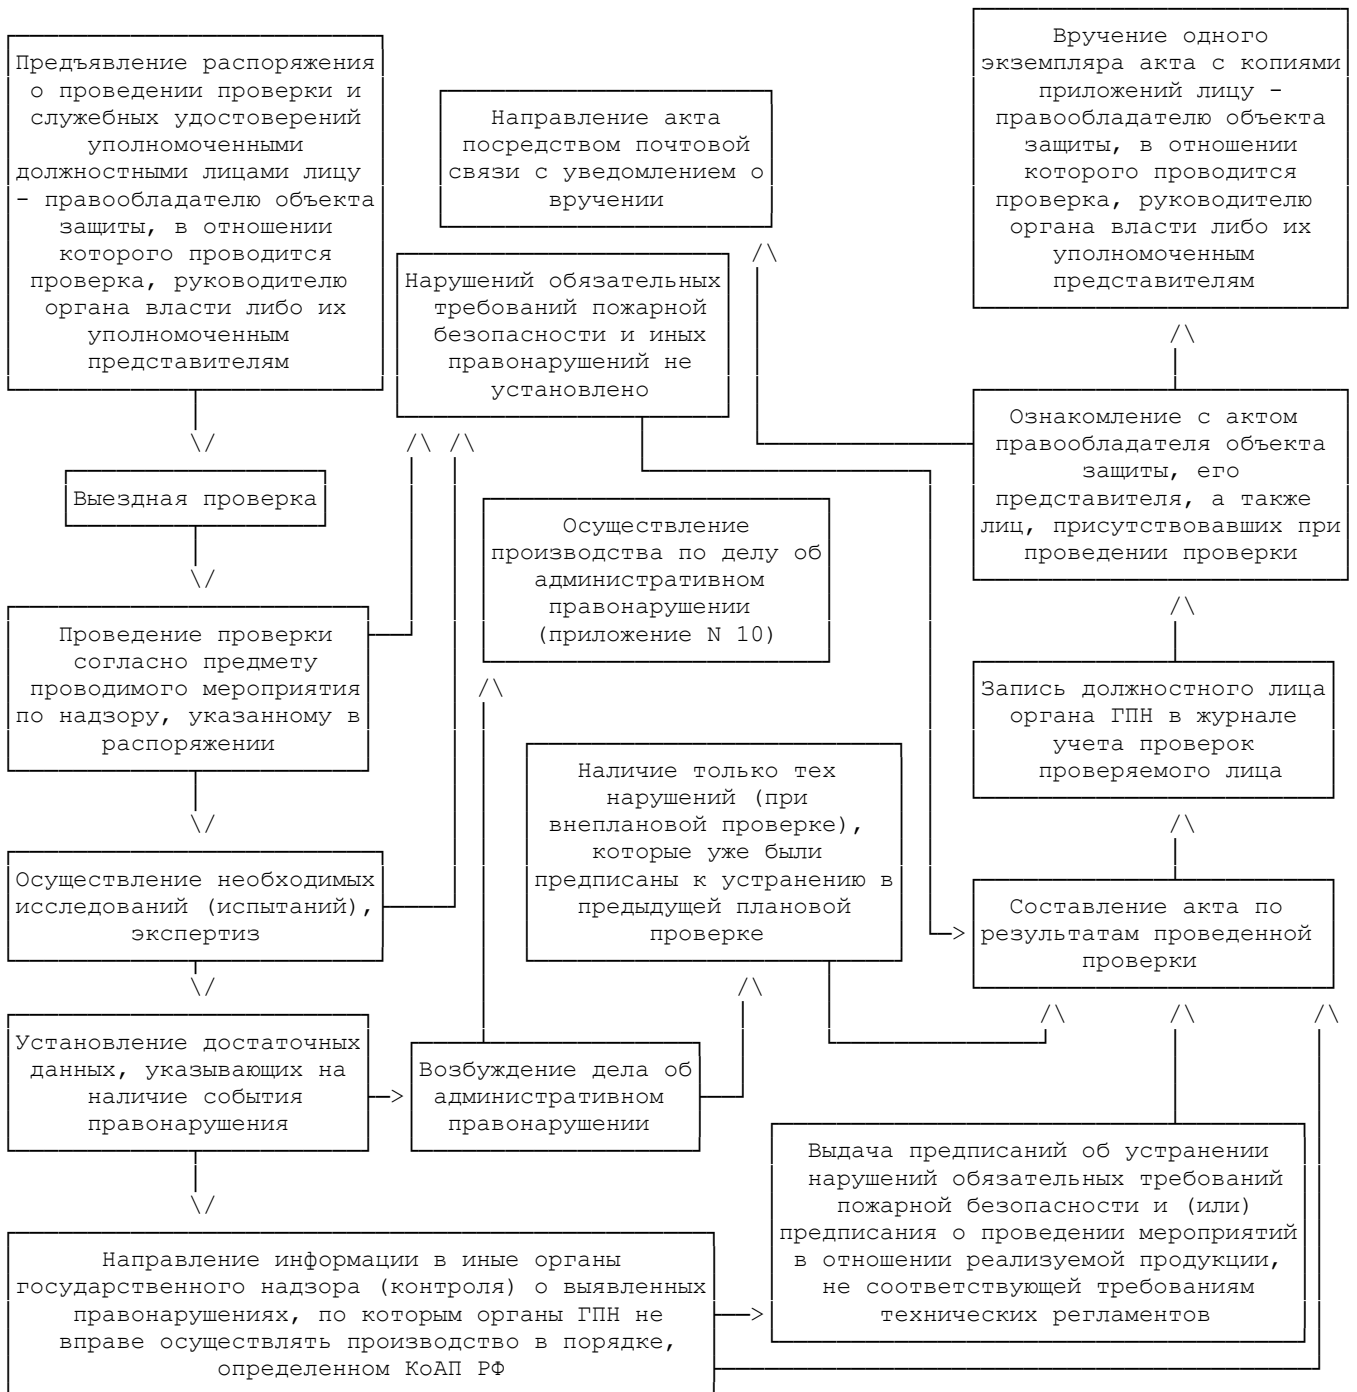 Предъявление распоряжения
о проведении проверки и
служебных удостоверений
уполномоченными
должностными лицами лицу
- правообладателю объекта
защиты, в отношении
которого проводится
проверка, руководителю
органа власти либо их
уполномоченным
представителям
Направление акта
посредством почтовой
связи с уведомлением о
вручении
Вручение одного
экземпляра акта с копиями
приложений лицу -
правообладателю объекта
защиты, в отношении
которого проводится
проверка, руководителю
органа власти либо их
уполномоченным
представителям
Нарушений обязательных
требований пожарной
безопасности и иных
правонарушений не
установлено
Ознакомление с актом
правообладателя объекта
защиты, его
представителя, а также
лиц, присутствовавших при
проведении проверки
Выездная проверка
Осуществление
производства по делу об
административном
правонарушении
(приложение N 10)
Проведение проверки
согласно предмету
проводимого мероприятия
по надзору, указанному в
распоряжении
Запись должностного лица
органа ГПН в журнале
учета проверок
проверяемого лица
Наличие только тех
нарушений (при
внеплановой проверке),
которые уже были
предписаны к устранению в
предыдущей плановой
проверке
Осуществление необходимых
исследований (испытаний),
экспертиз
Составление акта по
результатам проведенной
проверки
Установление достаточных
данных, указывающих на
наличие события
правонарушения
Возбуждение дела об
административном
правонарушении
Выдача предписаний об устранении
нарушений обязательных требований
пожарной безопасности и (или)
предписания о проведении мероприятий
в отношении реализуемой продукции,
не соответствующей требованиям
технических регламентов
Направление информации в иные органы
государственного надзора (контроля) о выявленных
правонарушениях, по которым органы ГПН не
вправе осуществлять производство в порядке,
определенном КоАП РФ